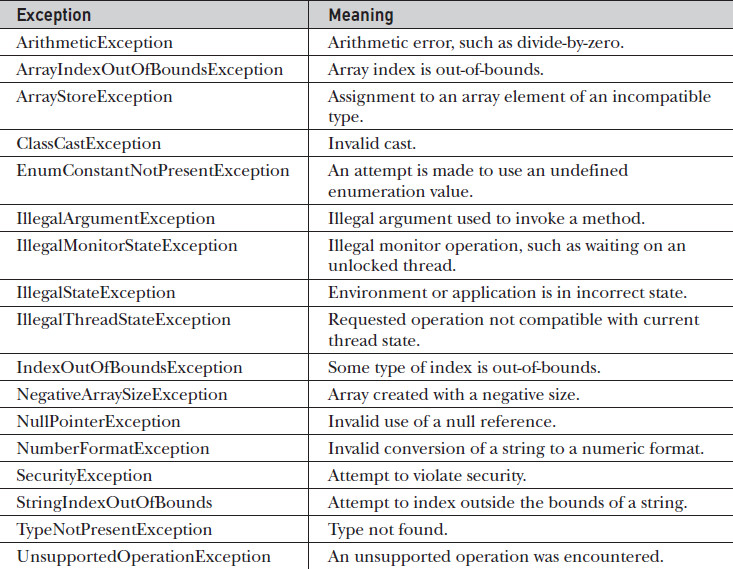 Exception Meaning
ArithmeticException Arithmetic error, such as divide-by-zero.
ArrayIndexOutOfBoundsException Array index is out-of-bounds.
ArrayStoreException Assignment to an array element of an incompatible
type.
ClassCastException Invalid cast.
EnumConstantNotPresentException An attempt is made to use an undefined
enumeration value.
IllegalArgumentException Illegal argument used to invoke a method.
IllegalMonitorStateException Illegal monitor operation, such as waiting on an
unlocked thread.
IllegalStateException Environment or application is in incorrect state.
IllegalThreadStateException Requested operation not compatible with current
thread state.
IndexOutOfBoundsException Some type of index is out-of-bounds.
NegativeArraySizeException Array created with a negative size.
NullPointerException Invalid use of a null reference.
NumberFormatException Invalid conversion of a string to a numeric format.
SecurityException Attempt to violate security.
StringIndexOutOfBounds Attempt to index outside the bounds of a string.
TypeNotPresentException Type not found.
UnsupportedOperationException An unsupported operation was encountered.